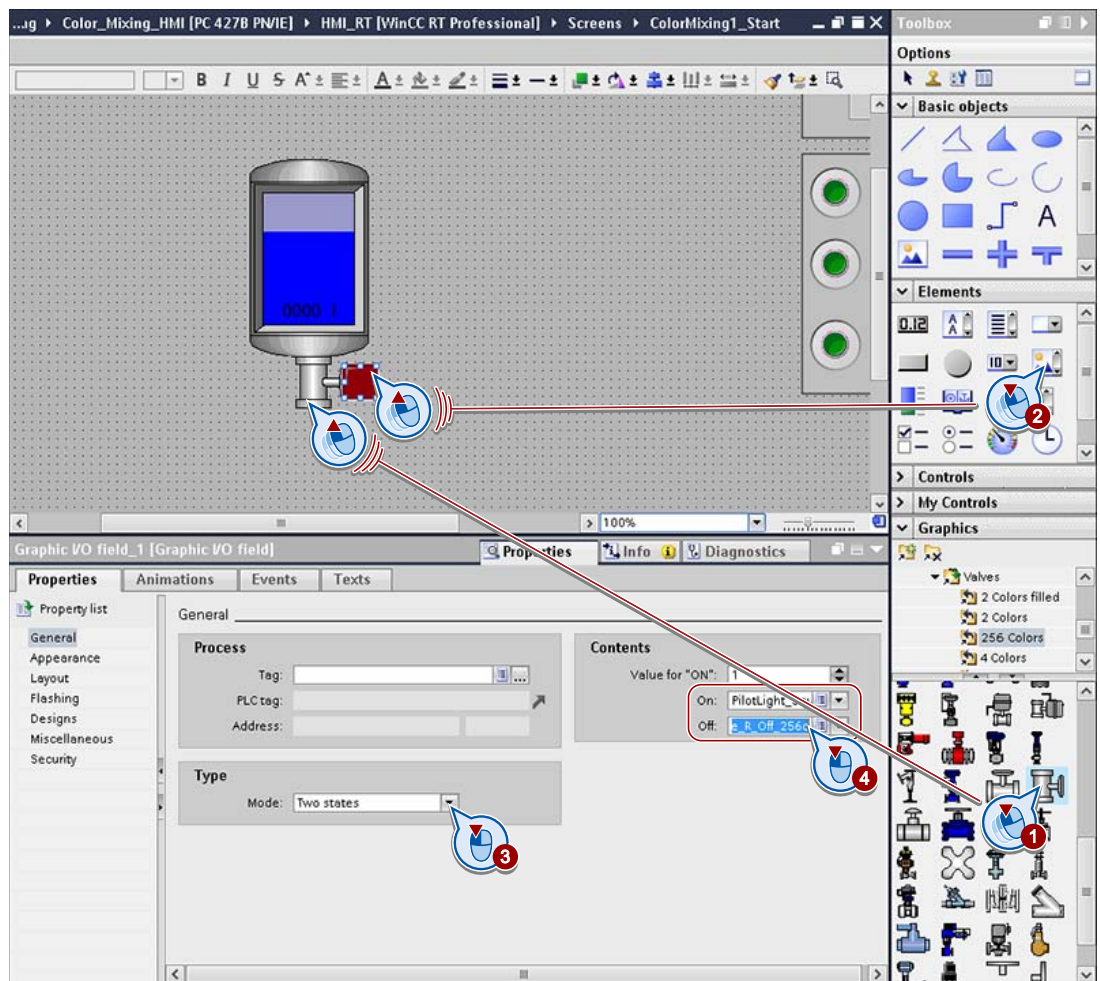 ...ug ▸ Color_Mixing_HMI [PC 427B PN/IE] ▸ HMI_RT [WinCC RT Professional] ▸ Screens ▸ ColorMixing1_Start
Toolbox
Options
B I U S A
Basic objects
A
0000 l
Elements
0.12
A
A
10
2
Controls
My Controls
100%
Graphics
Graphic I/O field_1 [Graphic I/O field]
Properties Info Diagnostics
Properties Animations Events Texts
Valves
2 Colors filled
2 Colors
256 Colors
4 Colors
Property list
General
Appearance
Layout
Flashing
Designs
Miscellaneous
Security
General
Process
Tag:
PLC tag:
Address:
Type
Mode: Two states
3
Contents
Value for "ON": 1
On:
Off: e_R_Off_256c
4
1